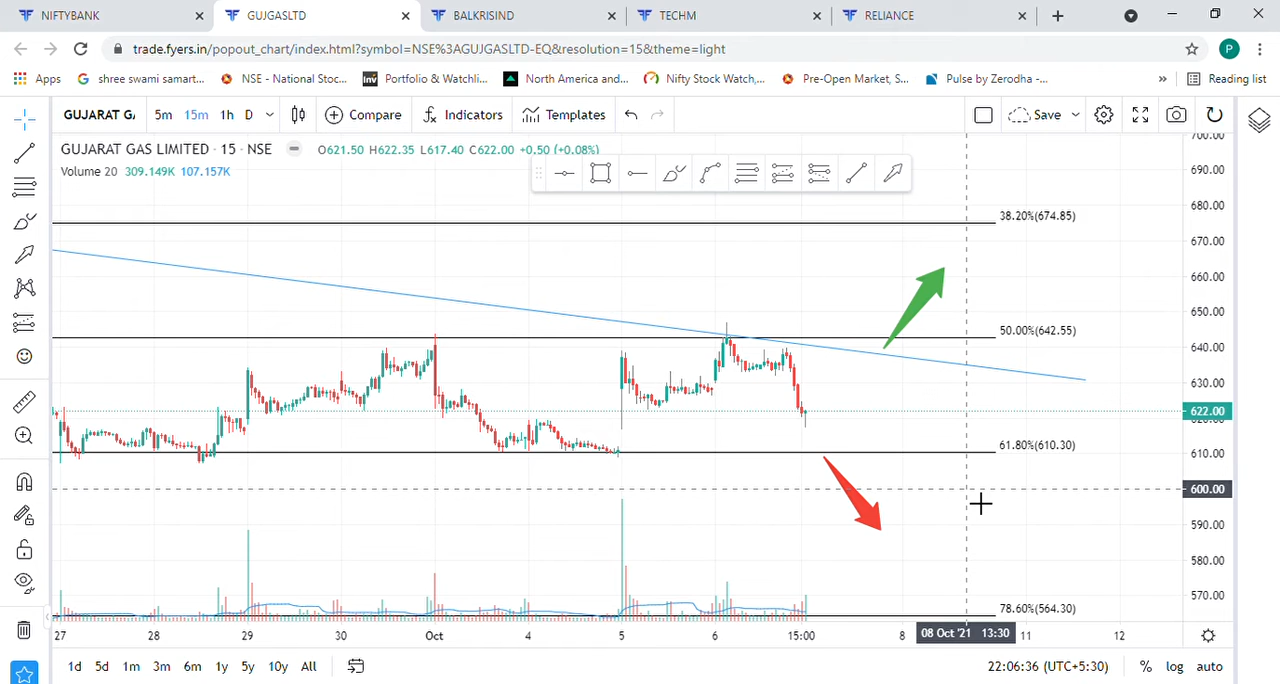 NIFTYBANK
GUJGASLTD
BALKRISIND
TECHM
RELIANCE
trade.fyers.in/popout_chart/index.html?symbol=NSE%3AGUJGASLTD-EQ&resolution=15&theme=light
P
Apps
shree swami samart...
NSE - National Stoc...
Inv
Portfolio & Watchli...
North America and...
Nifty Stock Watch,...
Pre-Open Market, S...
Pulse by Zerodha -...
»
Reading list
GUJARAT GA
5m 15m 1h D
Compare
Indicators
Templates
Save
GUJARAT GAS LIMITED · 15 · NSE
O621.50 H622.35 L617.40 C622.00 +0.50 (+0.08%)
Volume 20 309.149K 107.157K
700.00
690.00
680.00
38.20%(674.85)
670.00
660.00
650.00
50.00%(642.55)
640.00
630.00
622.00
620.00
61.80%(610.30)
610.00
600.00
590.00
580.00
570.00
78.60%(564.30)
27 28 29 30 Oct 4 5 6 15:00 8 08 Oct '21 13:30 11 12
1d 5d 1m 3m 6m 1y 5y 10y All
22:06:36 (UTC+5:30)
% log auto